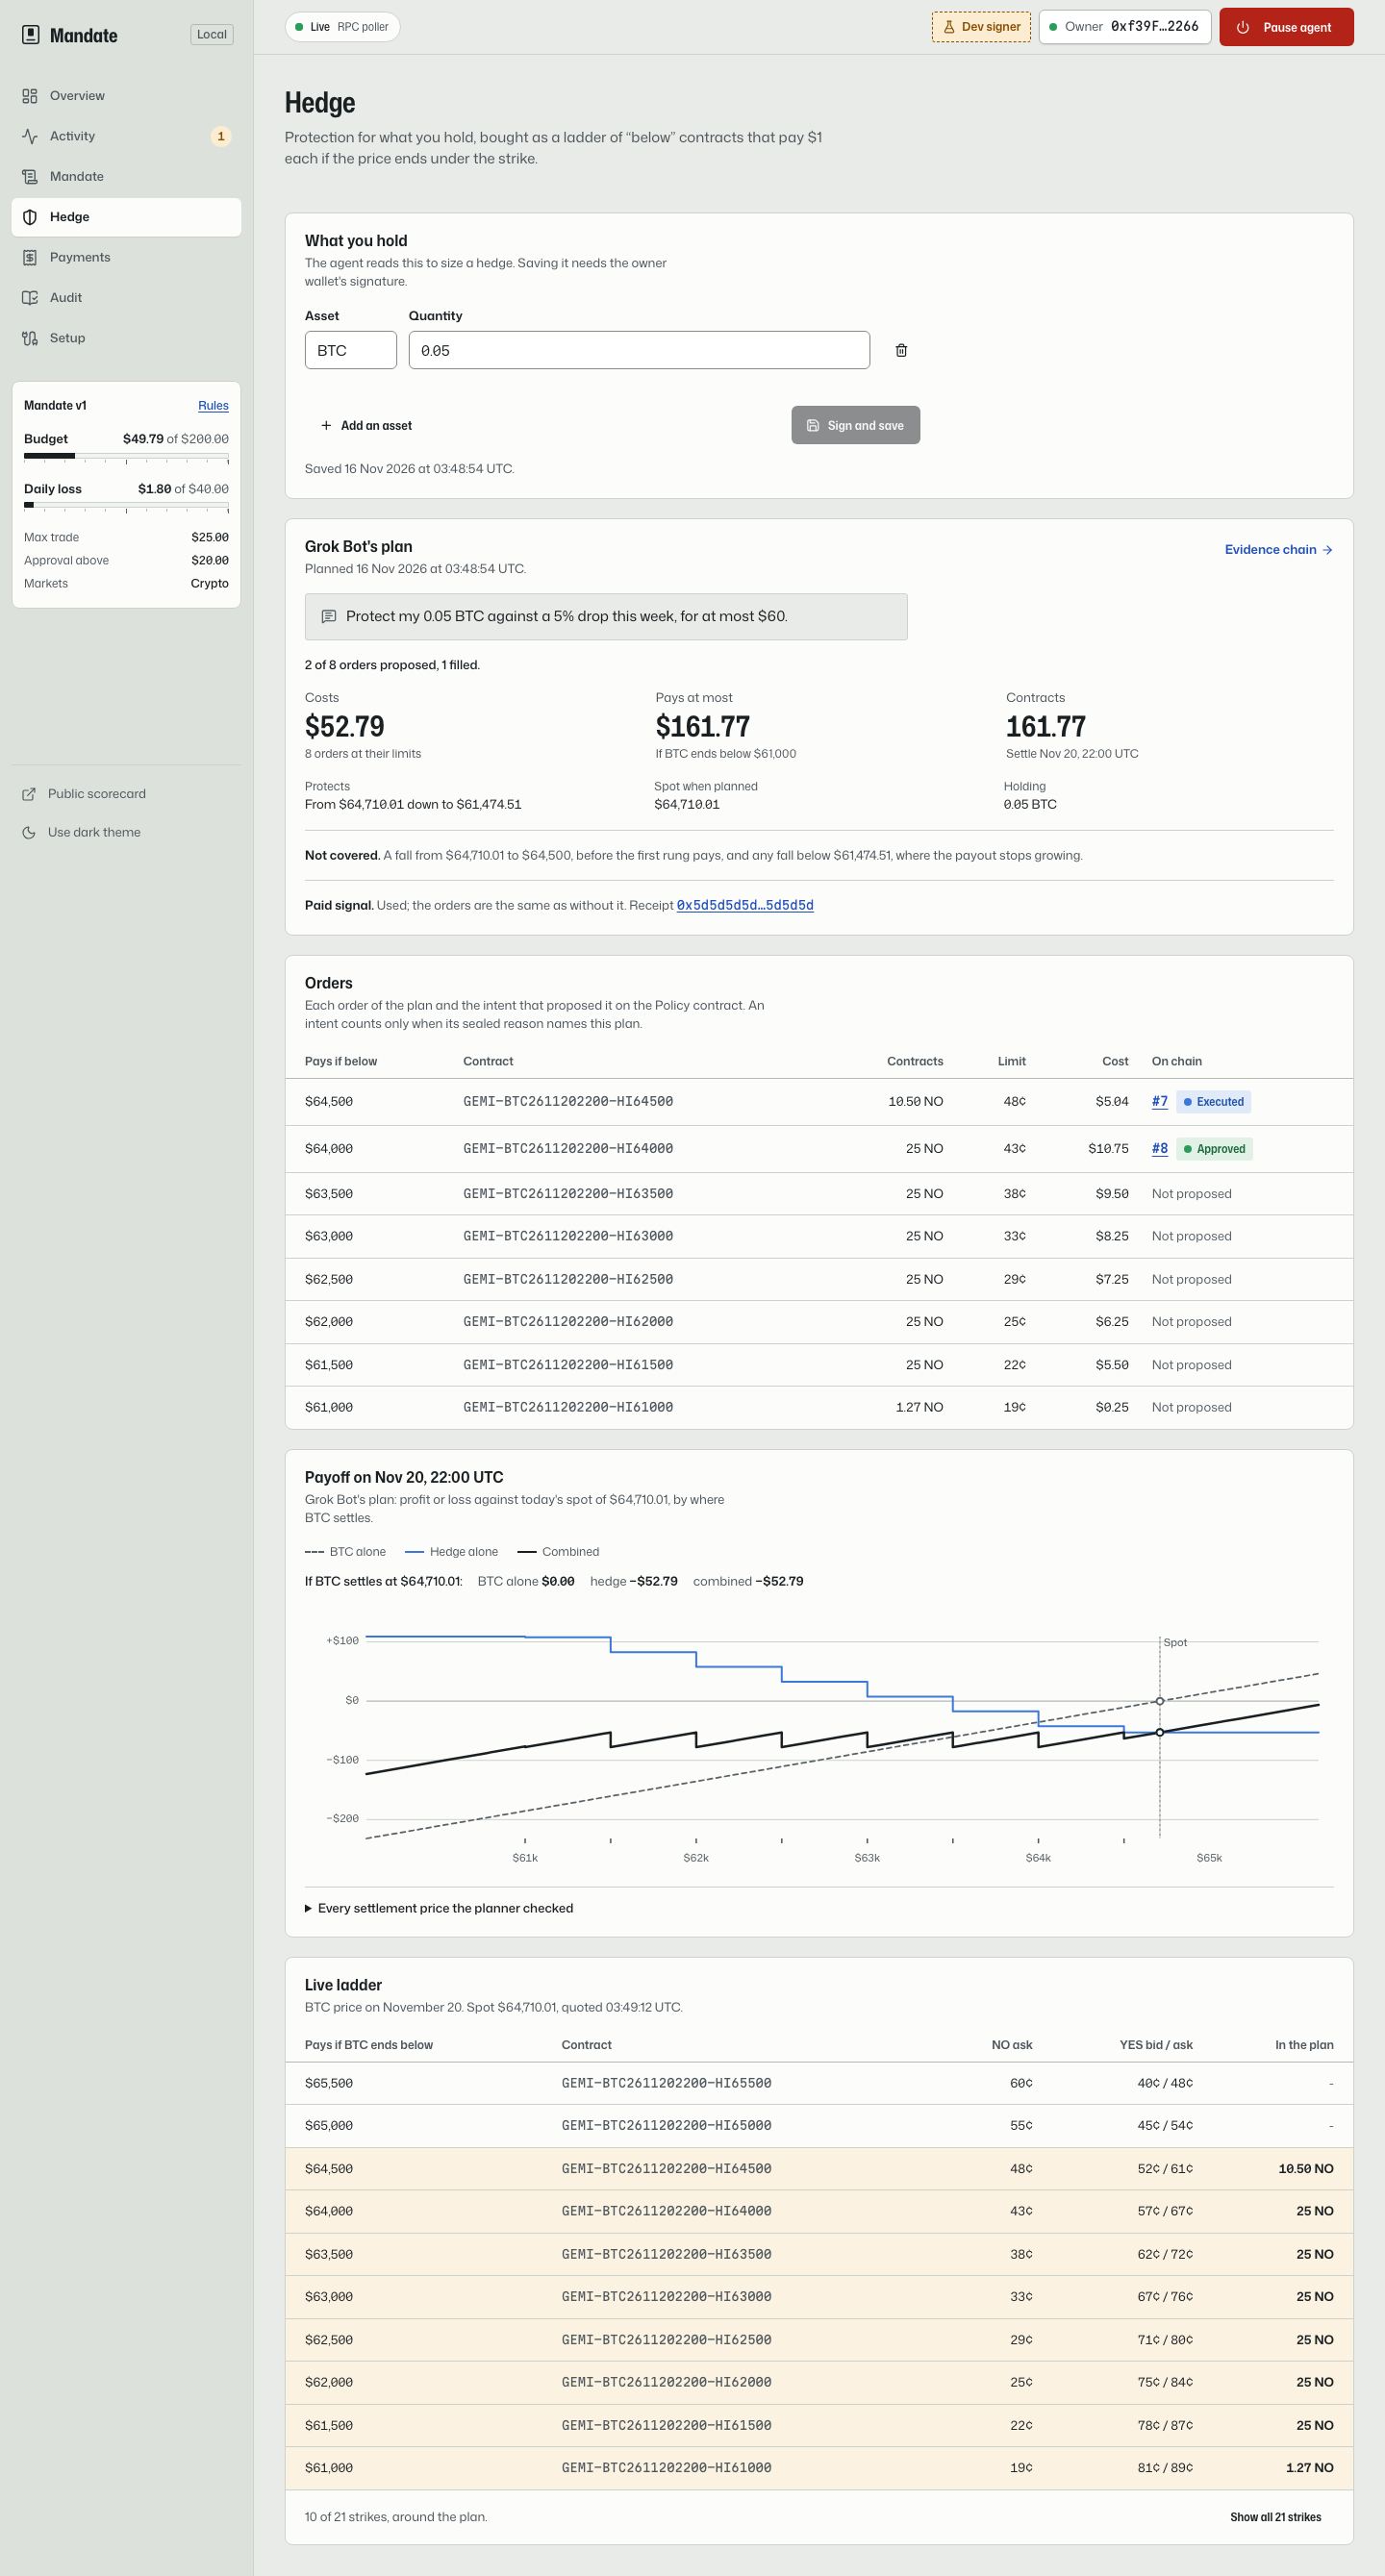 Mandate
Local
Overview
Activity 1
Mandate
Hedge
Payments
Audit
Setup
Mandate v1 Rules
Budget $49.79 of $200.00
Daily loss $1.80 of $40.00
Max trade $25.00
Approval above $20.00
Markets Crypto
Public scorecard
Use dark theme
Live RPC poller
Dev signer
Owner 0xf39F…2266
Pause agent
Hedge
Protection for what you hold, bought as a ladder of “below” contracts that pay $1
each if the price ends under the strike.
What you hold
The agent reads this to size a hedge. Saving it needs the owner
wallet's signature.
Asset Quantity
BTC 0.05
Add an asset
Sign and save
Saved 16 Nov 2026 at 03:48:54 UTC.
Grok Bot's plan
Evidence chain →
Planned 16 Nov 2026 at 03:48:54 UTC.
Protect my 0.05 BTC against a 5% drop this week, for at most $60.
2 of 8 orders proposed, 1 filled.
Costs Pays at most Contracts
$52.79 $161.77 161.77
8 orders at their limits If BTC ends below $61,000 Settle Nov 20, 22:00 UTC
Protects Spot when planned Holding
From $64,710.01 down to $61,474.51 $64,710.01 0.05 BTC
Not covered. A fall from $64,710.01 to $64,500, before the first rung pays, and any fall below $61,474.51, where the payout stops growing.
Paid signal. Used; the orders are the same as without it. Receipt 0x5d5d5d5d…5d5d5d
Orders
Each order of the plan and the intent that proposed it on the Policy contract. An
intent counts only when its sealed reason names this plan.
Pays if below Contract Contracts Limit Cost On chain
$64,500 GEMI-BTC2611202200-HI64500 10.50 NO 48¢ $5.04 #7 Executed
$64,000 GEMI-BTC2611202200-HI64000 25 NO 43¢ $10.75 #8 Approved
$63,500 GEMI-BTC2611202200-HI63500 25 NO 38¢ $9.50 Not proposed
$63,000 GEMI-BTC2611202200-HI63000 25 NO 33¢ $8.25 Not proposed
$62,500 GEMI-BTC2611202200-HI62500 25 NO 29¢ $7.25 Not proposed
$62,000 GEMI-BTC2611202200-HI62000 25 NO 25¢ $6.25 Not proposed
$61,500 GEMI-BTC2611202200-HI61500 25 NO 22¢ $5.50 Not proposed
$61,000 GEMI-BTC2611202200-HI61000 1.27 NO 19¢ $0.25 Not proposed
Payoff on Nov 20, 22:00 UTC
Grok Bot's plan: profit or loss against today's spot of $64,710.01, by where
BTC settles.
BTC alone Hedge alone Combined
If BTC settles at $64,710.01: BTC alone $0.00 hedge −$52.79 combined −$52.79
+$100
Spot
$0
−$100
−$200
$61k $62k $63k $64k $65k
Every settlement price the planner checked
Live ladder
BTC price on November 20. Spot $64,710.01, quoted 03:49:12 UTC.
Pays if BTC ends below Contract NO ask YES bid / ask In the plan
$65,500 GEMI-BTC2611202200-HI65500 60¢ 40¢ / 48¢ -
$65,000 GEMI-BTC2611202200-HI65000 55¢ 45¢ / 54¢ -
$64,500 GEMI-BTC2611202200-HI64500 48¢ 52¢ / 61¢ 10.50 NO
$64,000 GEMI-BTC2611202200-HI64000 43¢ 57¢ / 67¢ 25 NO
$63,500 GEMI-BTC2611202200-HI63500 38¢ 62¢ / 72¢ 25 NO
$63,000 GEMI-BTC2611202200-HI63000 33¢ 67¢ / 76¢ 25 NO
$62,500 GEMI-BTC2611202200-HI62500 29¢ 71¢ / 80¢ 25 NO
$62,000 GEMI-BTC2611202200-HI62000 25¢ 75¢ / 84¢ 25 NO
$61,500 GEMI-BTC2611202200-HI61500 22¢ 78¢ / 87¢ 25 NO
$61,000 GEMI-BTC2611202200-HI61000 19¢ 81¢ / 89¢ 1.27 NO
10 of 21 strikes, around the plan.
Show all 21 strikes